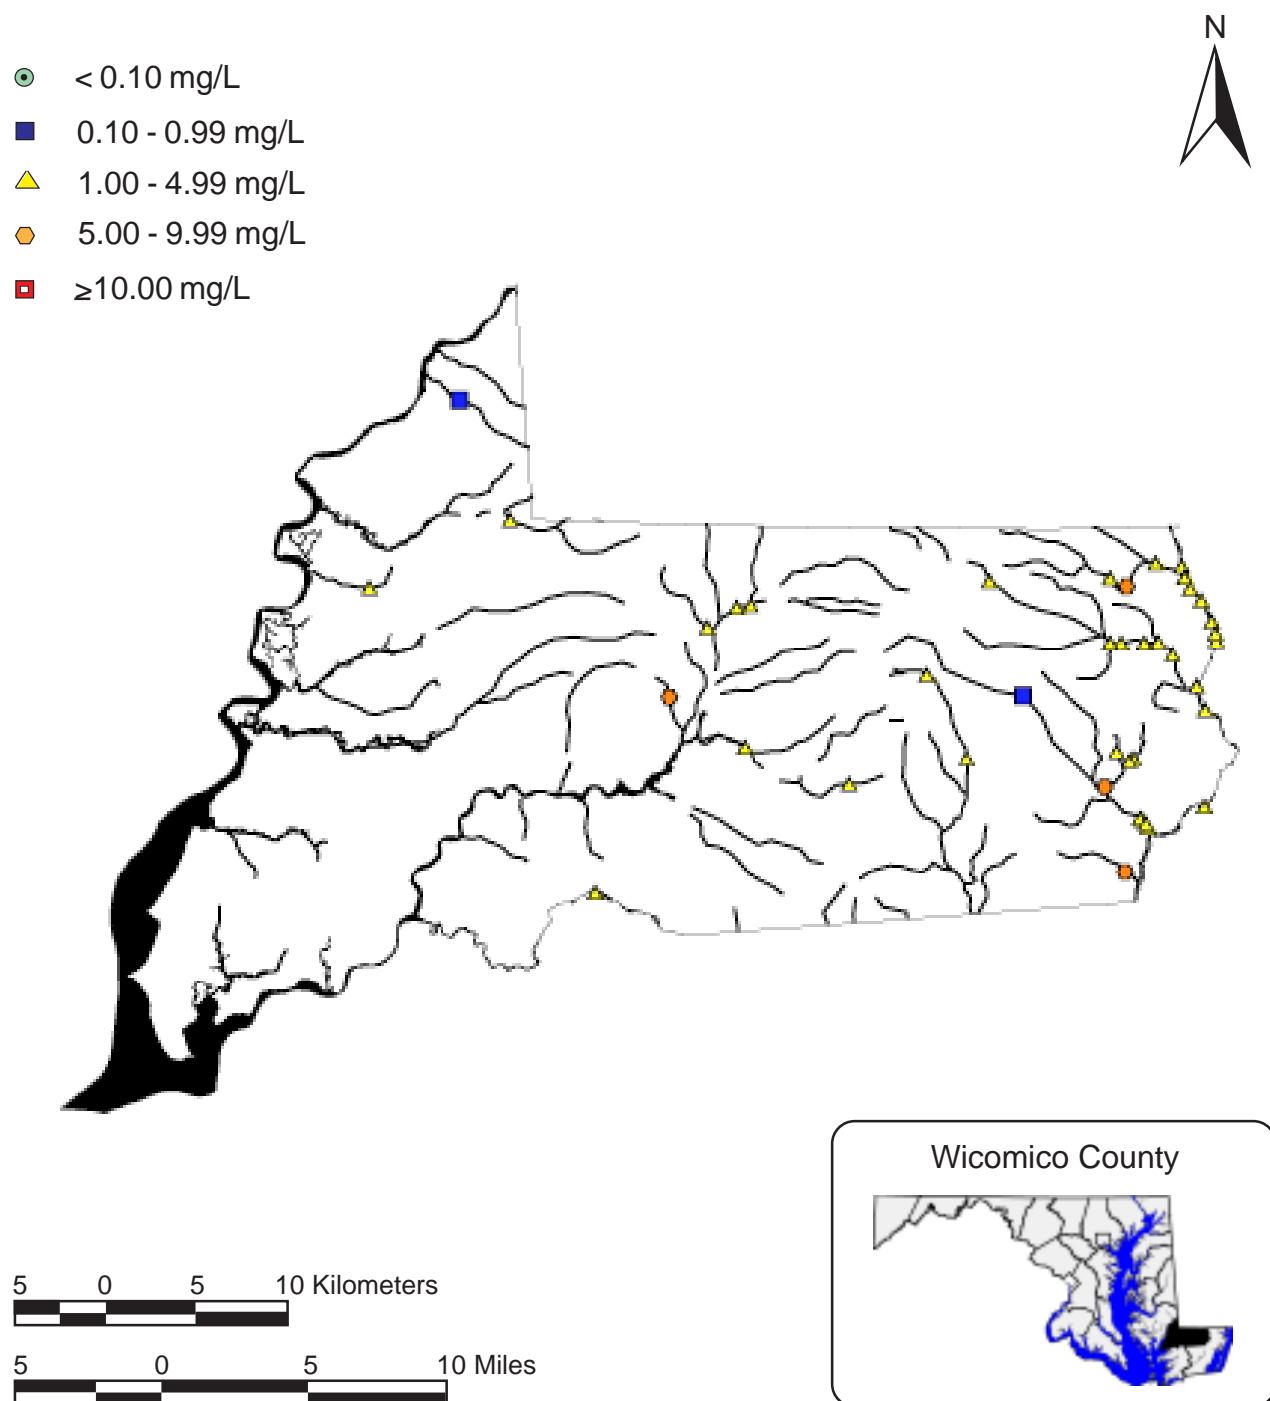 N
< 0.10 mg/L
0.10 - 0.99 mg/L
1.00 - 4.99 mg/L
5.00 - 9.99 mg/L
≥10.00 mg/L
Wicomico County
5 0 5 10 Kilometers
5 0 5 10 Miles